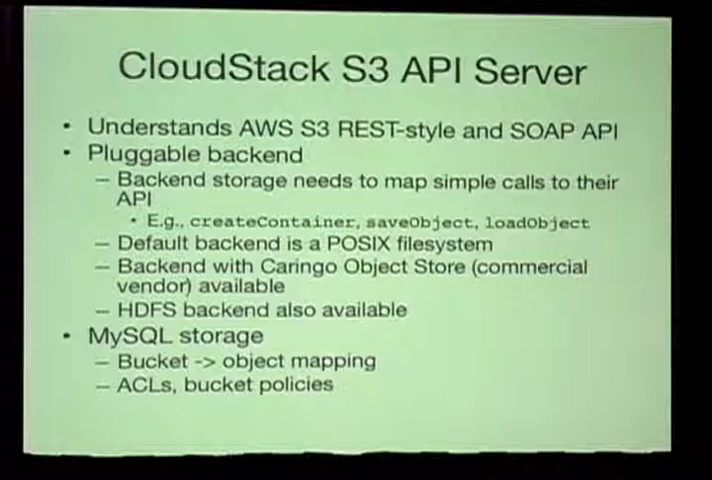 CloudStack S3 API Server
• Understands AWS S3 REST-style and SOAP API
• Pluggable backend
– Backend storage needs to map simple calls to their
API
• E.g., createContainer, saveObject, loadObject
– Default backend is a POSIX filesystem
– Backend with Caringo Object Store (commercial
vendor) available
– HDFS backend also available
• MySQL storage
– Bucket -> object mapping
– ACLs, bucket policies